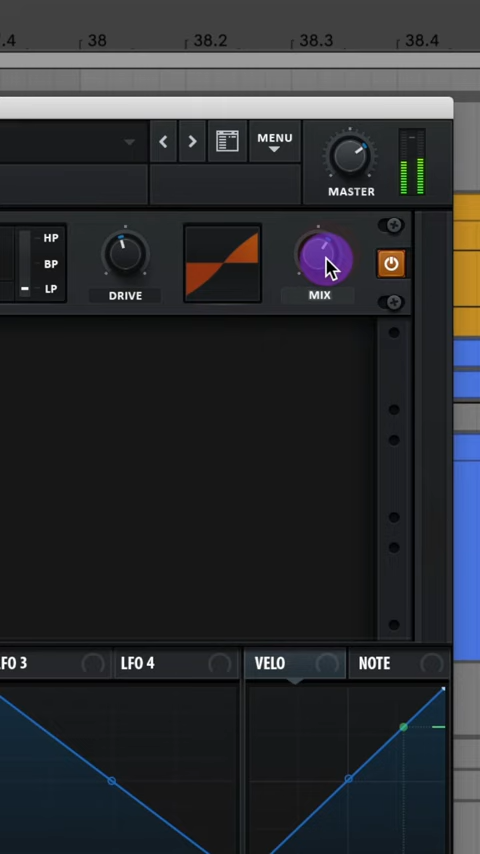 .4 38 38.2 38.3 38.4
MENU
MASTER
HP
BP
LP
DRIVE
MIX
LFO 3 LFO 4 VELO NOTE